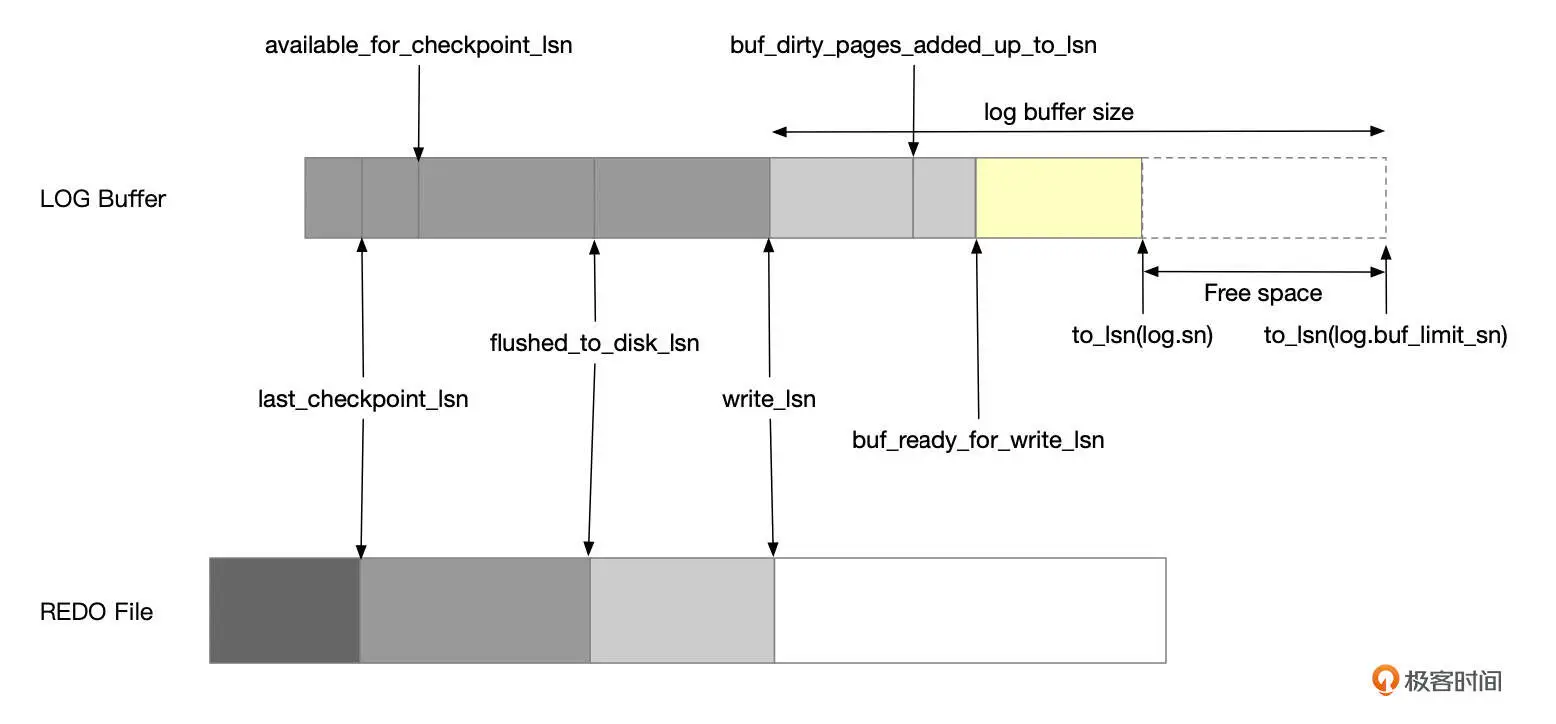 available_for_checkpoint_lsn
buf_dirty_pages_added_up_to_lsn
log buffer size
LOG Buffer
Free space
to_lsn(log.sn)
to_lsn(log.buf_limit_sn)
flushed_to_disk_lsn
last_checkpoint_lsn
write_lsn
buf_ready_for_write_lsn
REDO File
极客时间